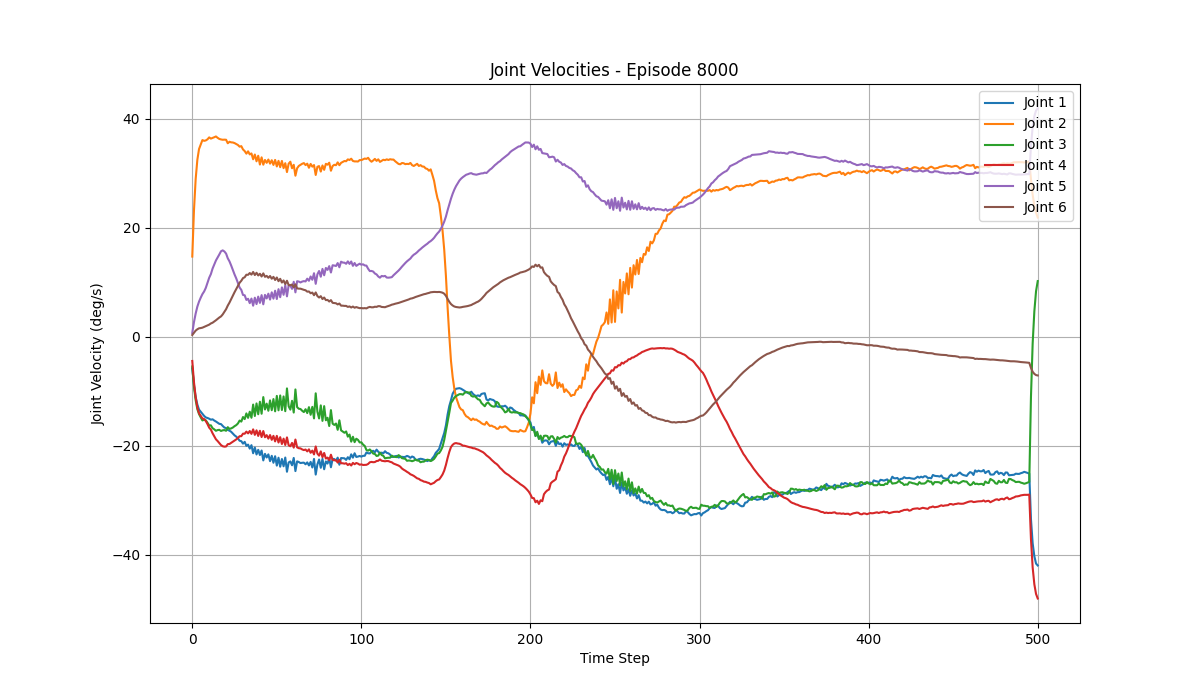 Joint Velocities - Episode 8000
Joint Velocity (deg/s)
40
20
0
−20
−40
0
100
200
300
400
500
Time Step
Joint 1
Joint 2
Joint 3
Joint 4
Joint 5
Joint 6